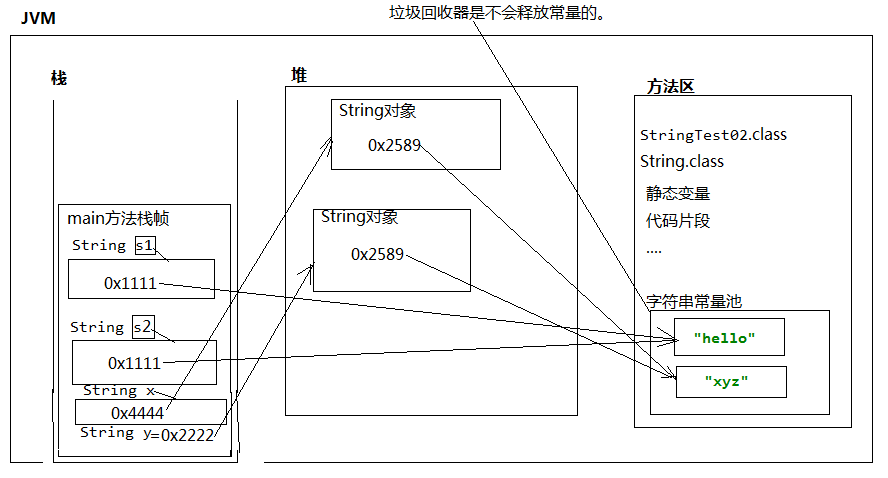 JVM
垃圾回收器是不会释放常量的。
栈
main方法栈帧
String s1
0x1111
String s2
0x1111
String x
0x4444
String y=0x2222
堆
String对象
0x2589
String对象
0x2589
方法区
StringTest02.class
String.class
静态变量
代码片段
....
字符串常量池
"hello"
"xyz"